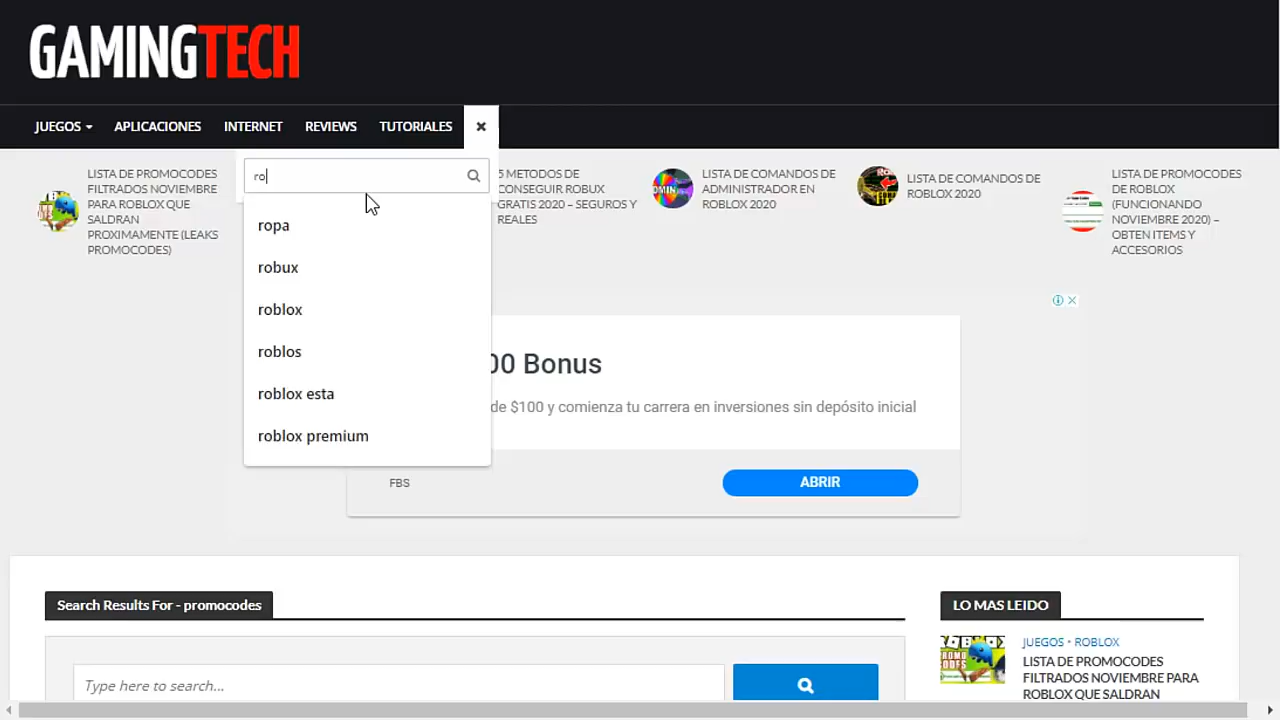 GAMINGTECH
JUEGOS
APLICACIONES
INTERNET
REVIEWS
TUTORIALES
LISTA DE PROMOCODES
FILTRADOS NOVIEMBRE
PARA ROBLOX QUE
SALDRAN
PROXIMAMENTE (LEAKS
PROMOCODES)
ro
ropa
robux
roblox
roblos
roblox esta
roblox premium
5 METODOS DE
CONSEGUIR ROBUX
GRATIS 2020 – SEGUROS Y
REALES
LISTA DE COMANDOS DE
ADMINISTRADOR EN
ROBLOX 2020
LISTA DE COMANDOS DE
ROBLOX 2020
LISTA DE PROMOCODES
DE ROBLOX
(FUNCIONANDO
NOVIEMBRE 2020) –
OBTEN ITEMS Y
ACCESORIOS
00 Bonus
de $100 y comienza tu carrera en inversiones sin depósito inicial
FBS
ABRIR
Search Results For - promocodes
Type here to search...
LO MAS LEIDO
JUEGOS • ROBLOX
LISTA DE PROMOCODES
FILTRADOS NOVIEMBRE PARA
ROBLOX QUE SALDRAN